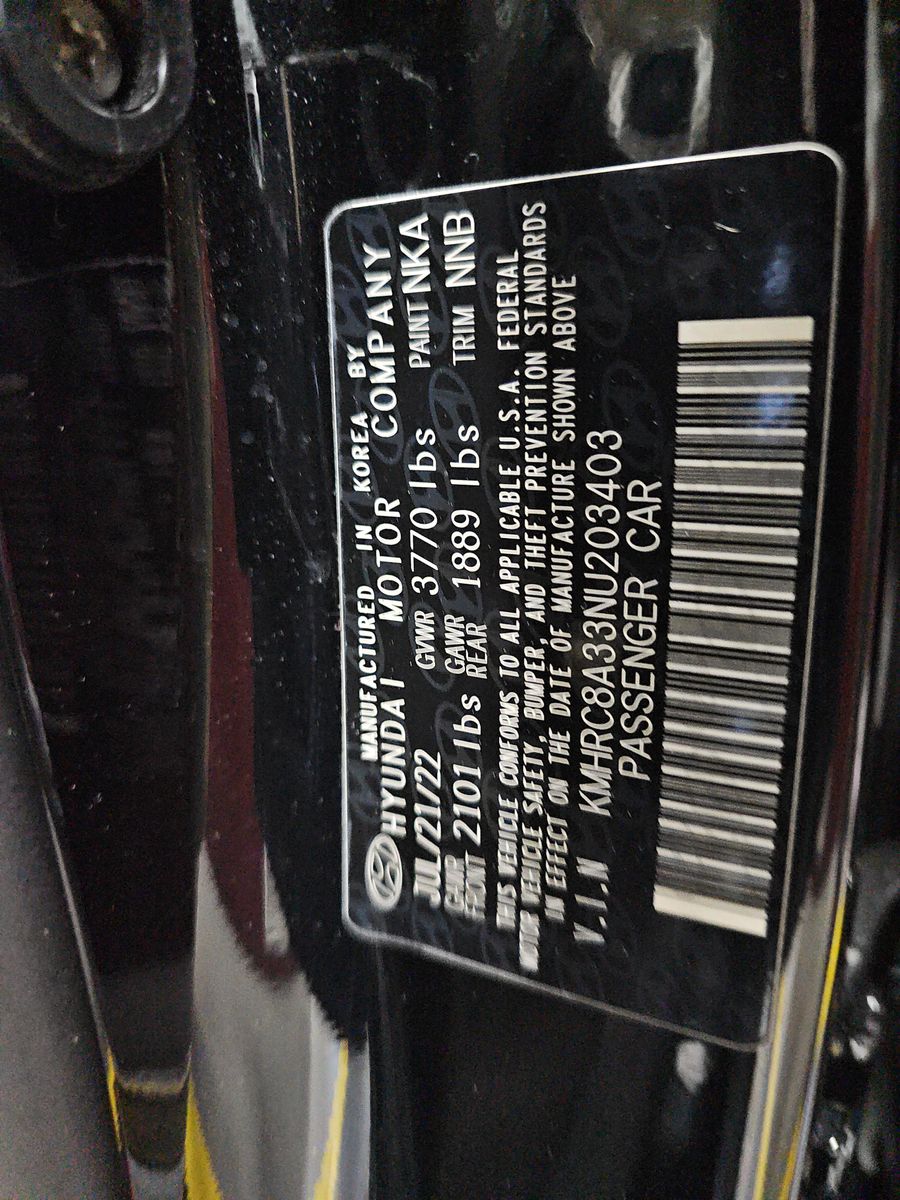 MANUFACTURED IN KOREA BY
HYUNDAI MOTOR COMPANY
JUL/21/22 GVWR 3770 lbs PAINT NKA
GAWR FRONT 2101 lbs GAWR REAR 1889 lbs TRIM NNB
THIS VEHICLE CONFORMS TO ALL APPLICABLE U.S.A. FEDERAL
MOTOR VEHICLE SAFETY, BUMPER, AND THEFT PREVENTION STANDARDS
IN EFFECT ON THE DATE OF MANUFACTURE SHOWN ABOVE
V.I.N KMHRC8A33NU203403
PASSENGER CAR